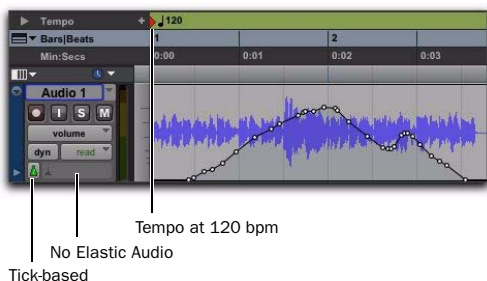 Tempo + 120
Bars|Beats 1 2
Min:Secs 0:00 0:01 0:02 0:03
Audio 1
I S M
volume
dyn read
Tempo at 120 bpm
No Elastic Audio
Tick-based